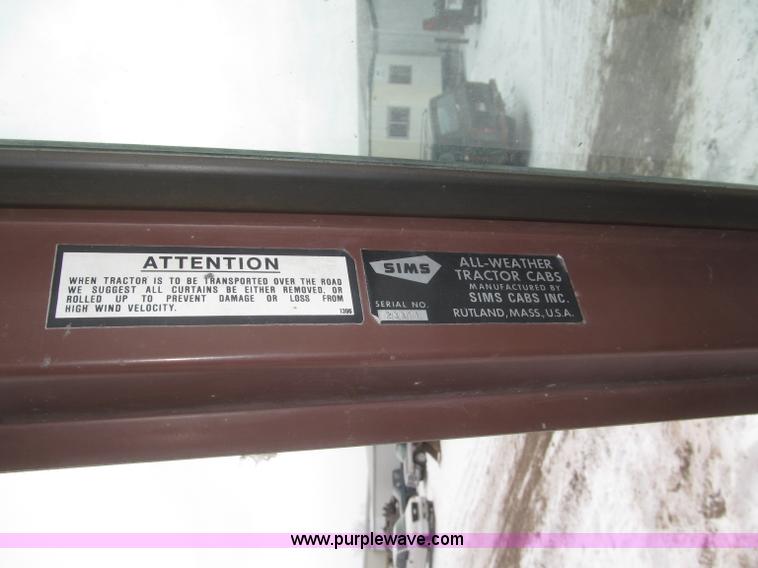 ATTENTION
WHEN TRACTOR IS TO BE TRANSPORTED OVER THE ROAD
WE SUGGEST ALL CURTAINS BE EITHER REMOVED, OR
ROLLED UP TO PREVENT DAMAGE OR LOSS FROM
HIGH WIND VELOCITY.
1396
SIMS
ALL-WEATHER
TRACTOR CABS
MANUFACTURED BY
SIMS CABS INC.
RUTLAND, MASS, U.S.A.
SERIAL NO.
www.purplewave.com